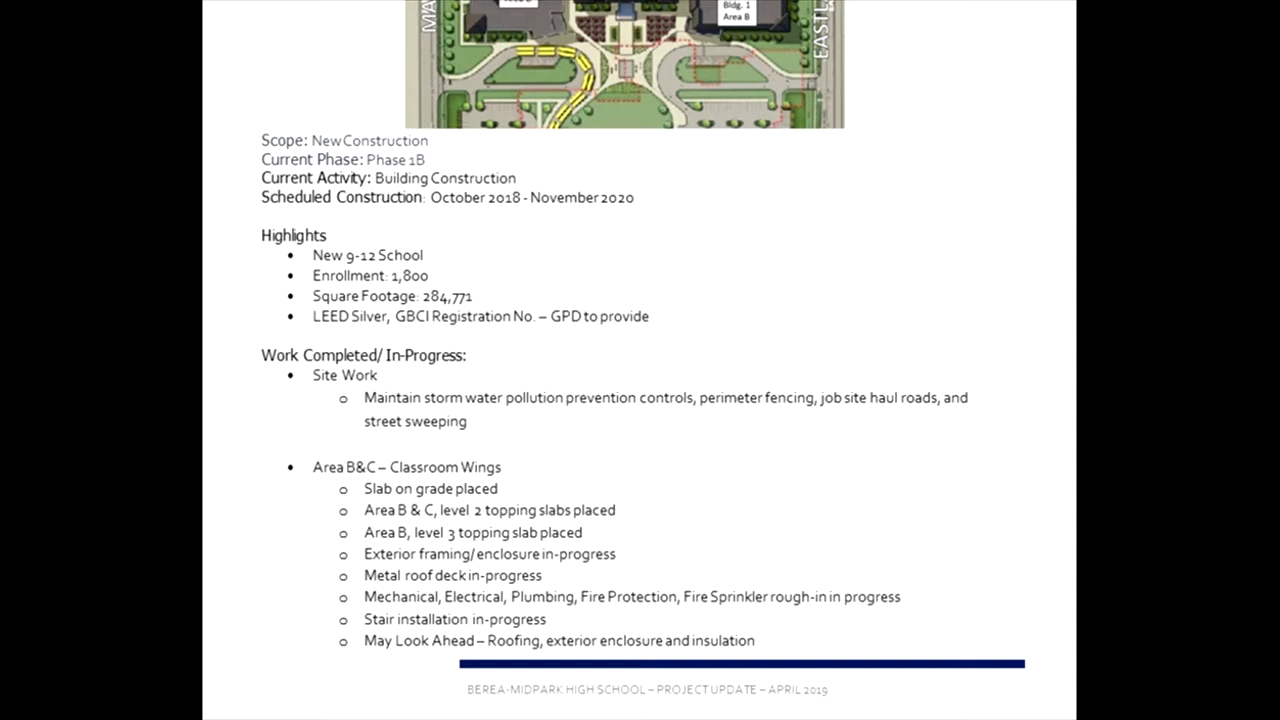 Bldg. 1
Area B
Scope: New Construction
Current Phase: Phase 1B
Current Activity: Building Construction
Scheduled Construction: October 2018 - November 2020
Highlights
• New 9-12 School
• Enrollment: 1,800
• Square Footage: 284,771
• LEED Silver, GBCI Registration No. – GPD to provide
Work Completed/ In-Progress:
• Site Work
o Maintain storm water pollution prevention controls, perimeter fencing, job site haul roads, and
street sweeping
• Area B&C – Classroom Wings
o Slab on grade placed
o Area B & C, level 2 topping slabs placed
o Area B, level 3 topping slab placed
o Exterior framing/ enclosure in-progress
o Metal roof deck in-progress
o Mechanical, Electrical, Plumbing, Fire Protection, Fire Sprinkler rough-in in progress
o Stair installation in-progress
o May Look Ahead – Roofing, exterior enclosure and insulation
BEREA-MIDPARK HIGH SCHOOL – PROJECT UPDATE – APRIL 2019